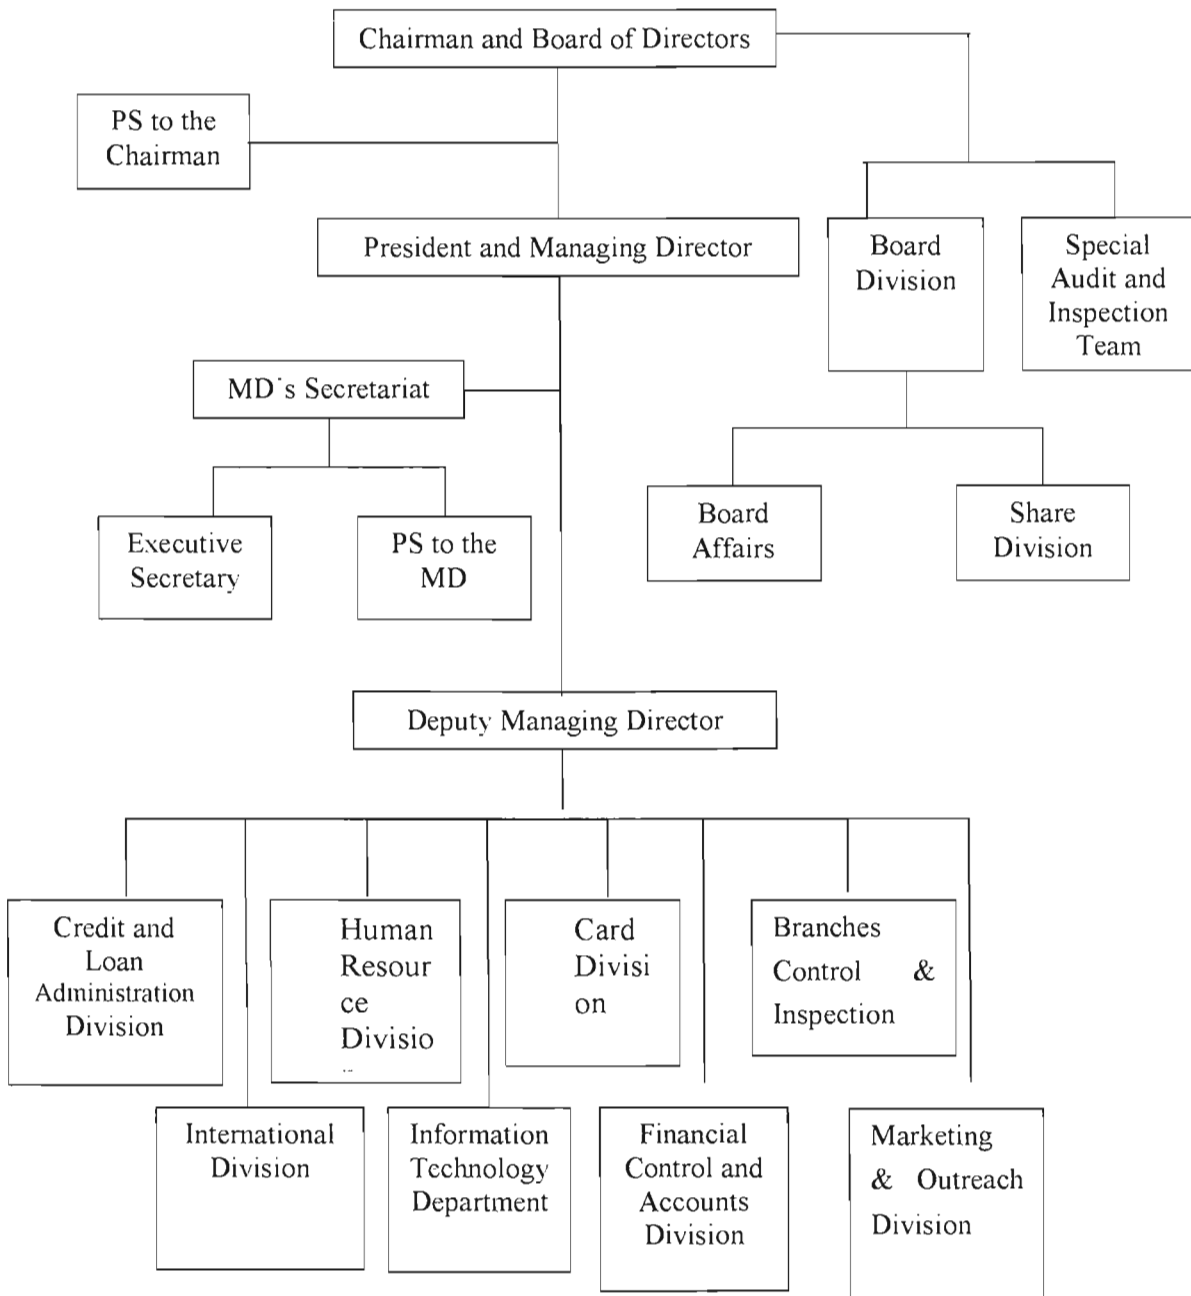 Chairman and Board of Directors
PS to the
Chairman
President and Managing Director
Board
Division
Special
Audit and
Inspection
Team
MD's Secretariat
Executive
Secretary
PS to the
MD
Board
Affairs
Share
Division
Deputy Managing Director
Credit and
Loan
Administration
Division
Human
Resour
ce
Divisio
Card
Divisi
on
Branches
Control &
Inspection
International
Division
Information
Technology
Department
Financial
Control and
Accounts
Division
Marketing
& Outreach
Division